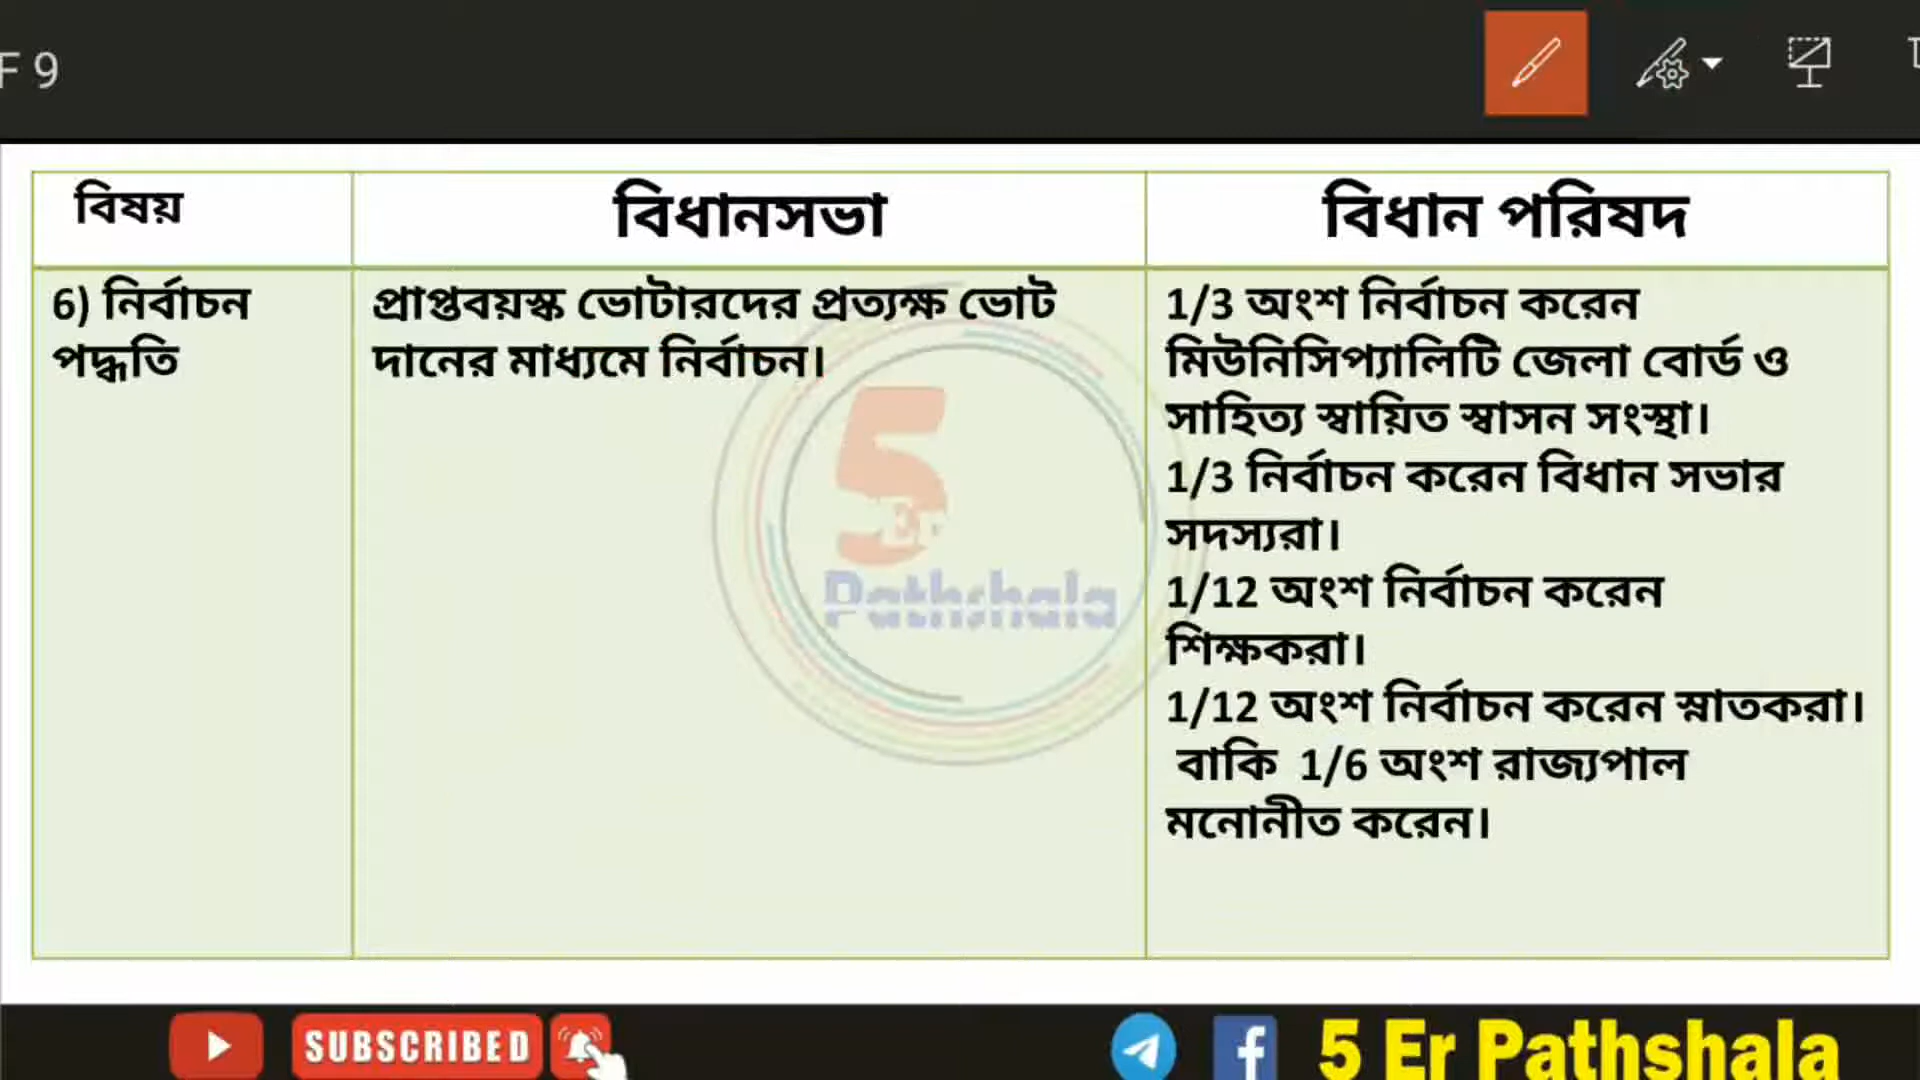 F 9
বিষয়
বিধানসভা
বিধান পরিষদ
6) নির্বাচন
পদ্ধতি
প্রাপ্তবয়স্ক ভোটারদের প্রত্যক্ষ ভোট
দানের মাধ্যমে নির্বাচন।
1/3 অংশ নির্বাচন করেন
মিউনিসিপ্যালিটি জেলা বোর্ড ও
সাহিত্য স্বায়িত স্বাসন সংস্থা।
1/3 নির্বাচন করেন বিধান সভার
সদস্যরা।
1/12 অংশ নির্বাচন করেন
শিক্ষকরা।
1/12 অংশ নির্বাচন করেন স্নাতকরা।
বাকি 1/6 অংশ রাজ্যপাল
মনোনীত করেন।
5
Er
Pathshala
SUBSCRIBED
5 Er Pathshala